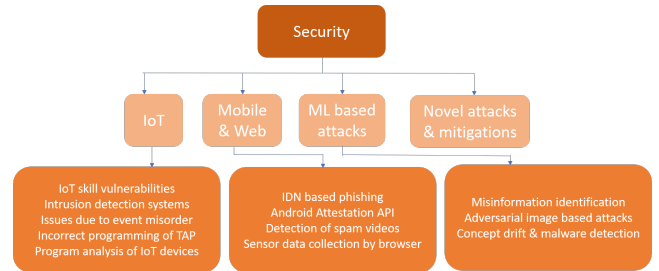 Security
IoT
Mobile
& Web
ML based
attacks
Novel attacks
& mitigations
IoT skill vulnerabilities
Intrusion detection systems
Issues due to event misorder
Incorrect programming of TAP
Program analysis of IoT devices
IDN based phishing
Android Attestation API
Detection of spam videos
Sensor data collection by browser
Misinformation identification
Adversarial image based attacks
Concept drift & malware detection